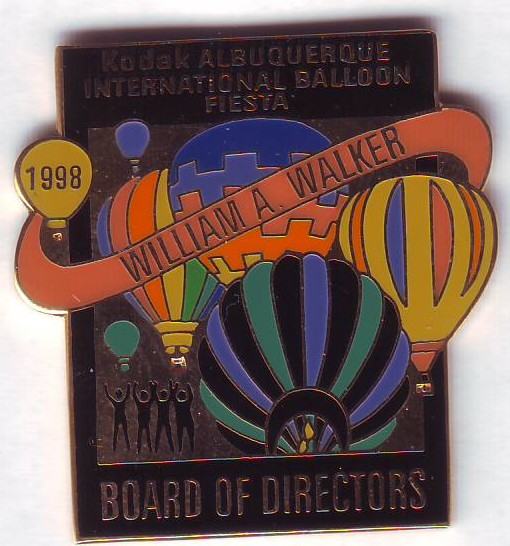 Kodak ALBUQUERQUE
INTERNATIONAL BALLOON
FIESTA
1998
WILLIAM A. WALKER
BOARD OF DIRECTORS